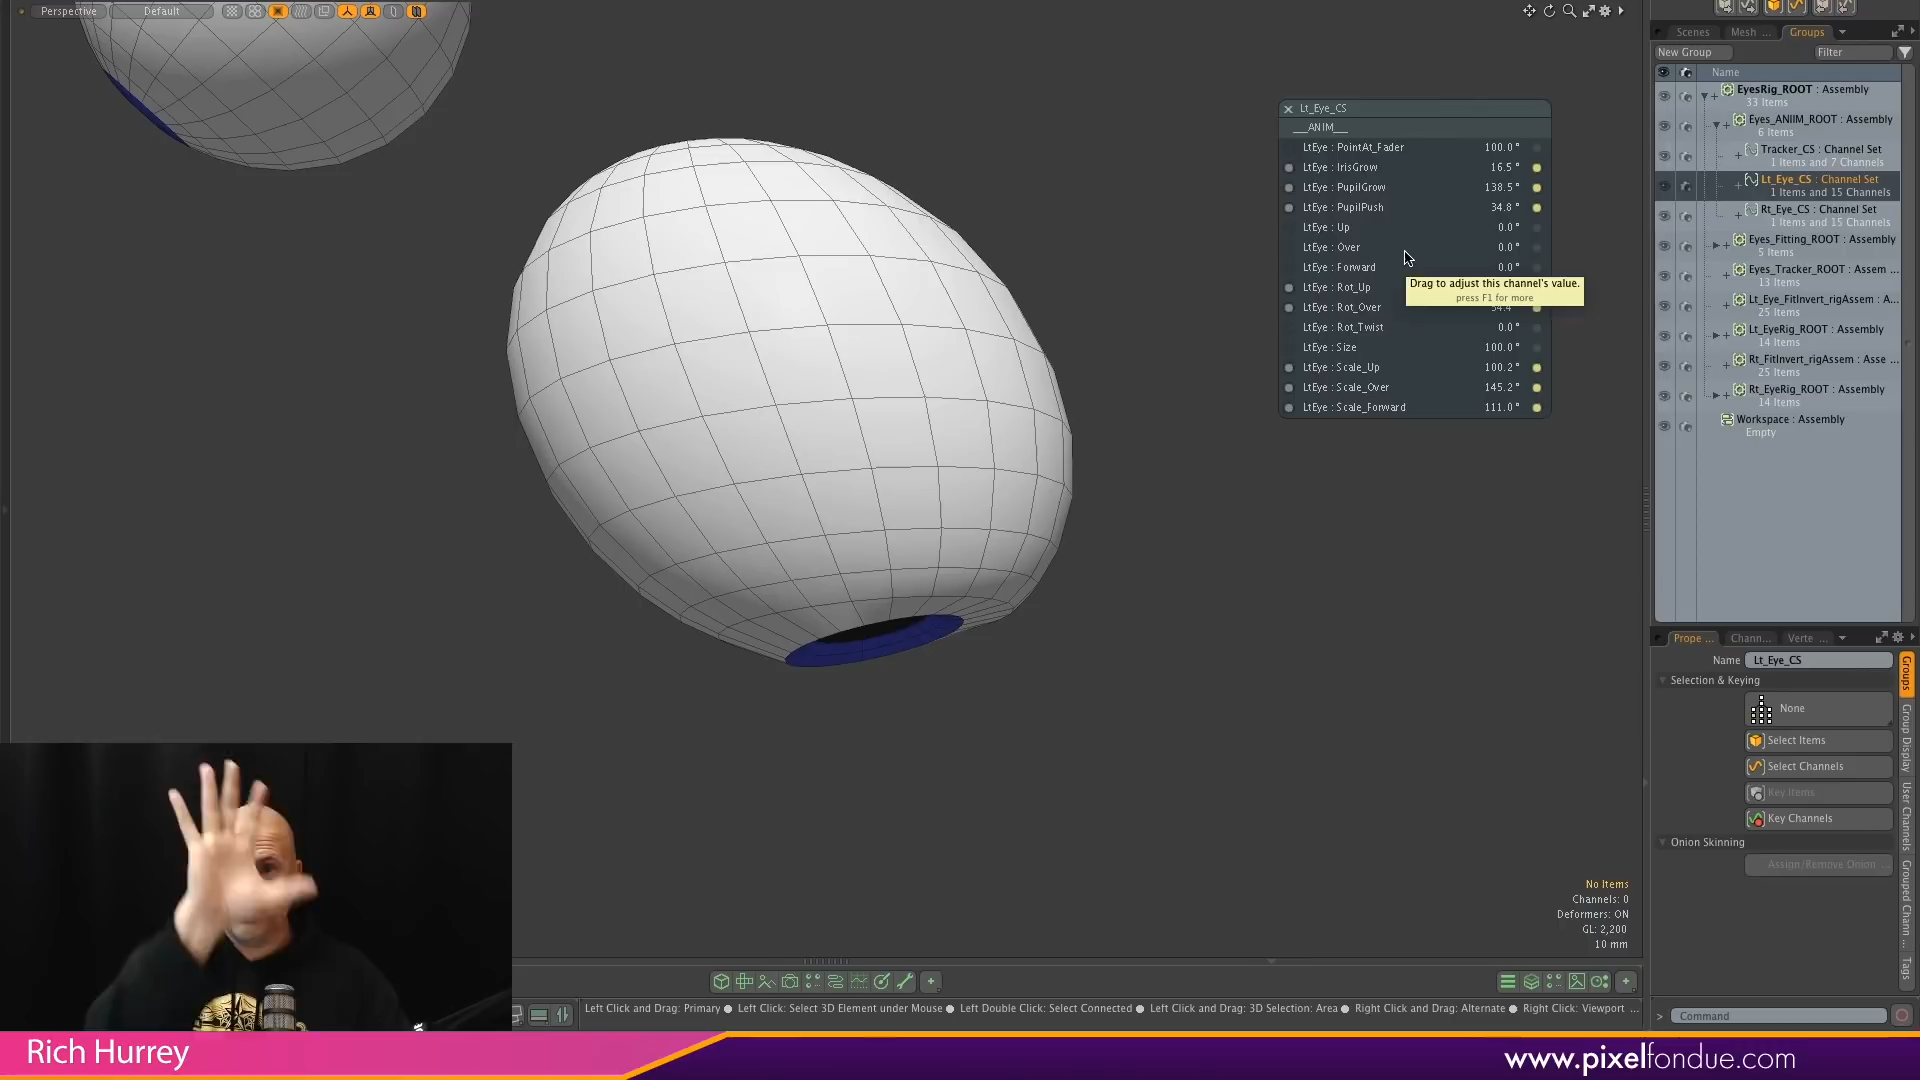 Perspective
Default
Lt_Eye_CS
__ANIM__
LtEye : PointAt_Fader 100.0 °
LtEye : IrisGrow 16.5 °
LtEye : PupilGrow 138.5 °
LtEye : PupilPush 34.8 °
LtEye : Up 0.0 °
LtEye : Over 0.0 °
LtEye : Forward 0.0 °
LtEye : Rot_Up
LtEye : Rot_Over
LtEye : Rot_Twist 0.0 °
LtEye : Size 100.0 °
LtEye : Scale_Up 100.2 °
LtEye : Scale_Over 145.2 °
LtEye : Scale_Forward 111.0 °
Drag to adjust this channel's value.
press F1 for more
Scenes Mesh ... Groups
New Group Filter
Name
EyesRig_ROOT : Assembly
33 Items
Eyes_ANIIM_ROOT : Assembly
6 Items
Tracker_CS : Channel Set
1 Items and 7 Channels
Lt_Eye_CS : Channel Set
1 Items and 15 Channels
Rt_Eye_CS : Channel Set
1 Items and 15 Channels
Eyes_Fitting_ROOT : Assembly
5 Items
Eyes_Tracker_ROOT : Assem ...
13 Items
Lt_Eye_FitInvert_rigAssem : A...
25 Items
Lt_EyeRig_ROOT : Assembly
14 Items
Rt_FitInvert_rigAssem : Asse ...
25 Items
Rt_EyeRig_ROOT : Assembly
14 Items
Workspace : Assembly
Empty
Prope ... Chann... Verte ...
Name Lt_Eye_CS
Selection & Keying
None
Select Items
Select Channels
Key Items
Key Channels
Onion Skinning
Assign/Remove Onion ...
Groups
Group Display
User Channels
Grouped Chann ...
Tags
No Items
Channels: 0
Deformers: ON
GL: 2,200
10 mm
Left Click and Drag: Primary ● Left Click: Select 3D Element under Mouse ● Left Double Click: Select Connected ● Left Click and Drag: 3D Selection: Area ● Right Click and Drag: Alternate ● Right Click: Viewport ...
> Command
Rich Hurrey
www.pixelfondue.com